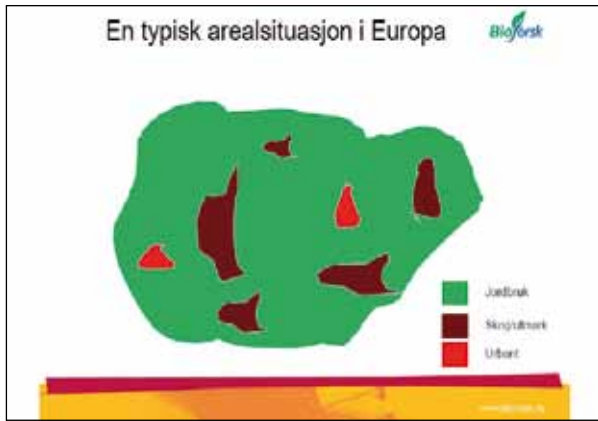 En typisk arealsituasjon i Europa
Bioforsk
Jordbruk
Skog/utmark
Urbant